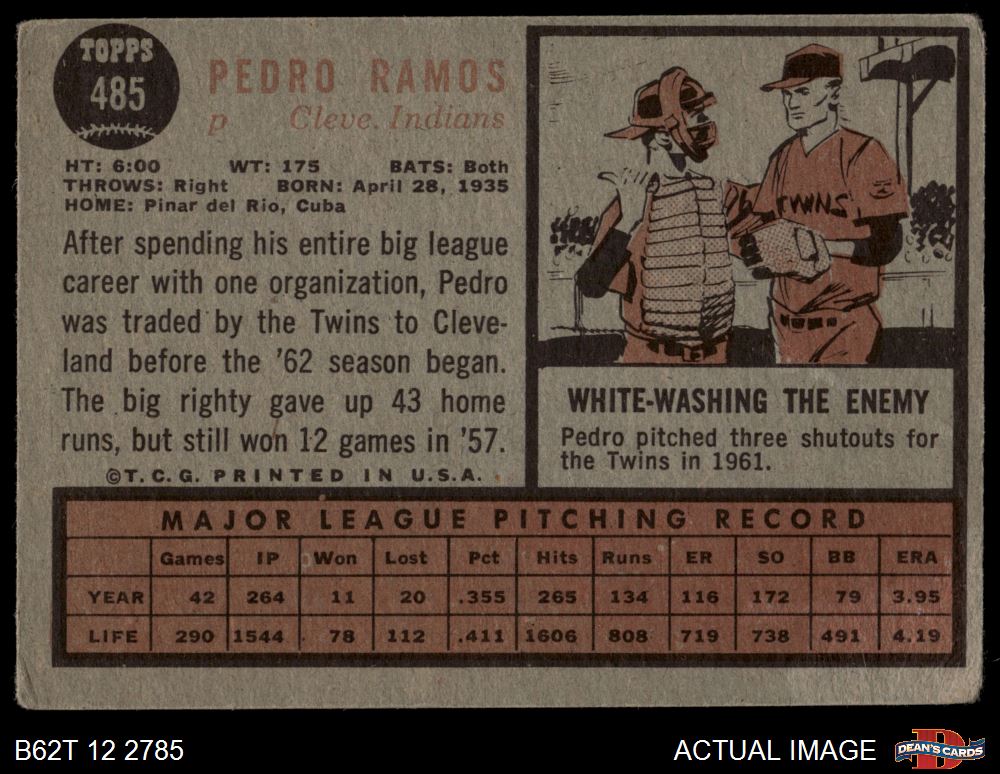 TOPPS
485
PEDRO RAMOS
p Cleve. Indians
HT: 6:00 WT: 175 BATS: Both
THROWS: Right BORN: April 28, 1935
HOME: Pinar del Rio, Cuba
After spending his entire big league
career with one organization, Pedro
was traded by the Twins to Cleve-
land before the '62 season began.
The big righty gave up 43 home
runs, but still won 12 games in '57.
©T.C.G. PRINTED IN U.S.A.
TWINS
WHITE-WASHING THE ENEMY
Pedro pitched three shutouts for
the Twins in 1961.
MAJOR LEAGUE PITCHING RECORD
Games IP Won Lost Pct Hits Runs ER SO BB ERA
YEAR 42 264 11 20 .355 265 134 116 172 79 3.95
LIFE 290 1544 78 112 .411 1606 808 719 738 491 4.19
B62T 12 2785
ACTUAL IMAGE
D
DEAN'S CARDS